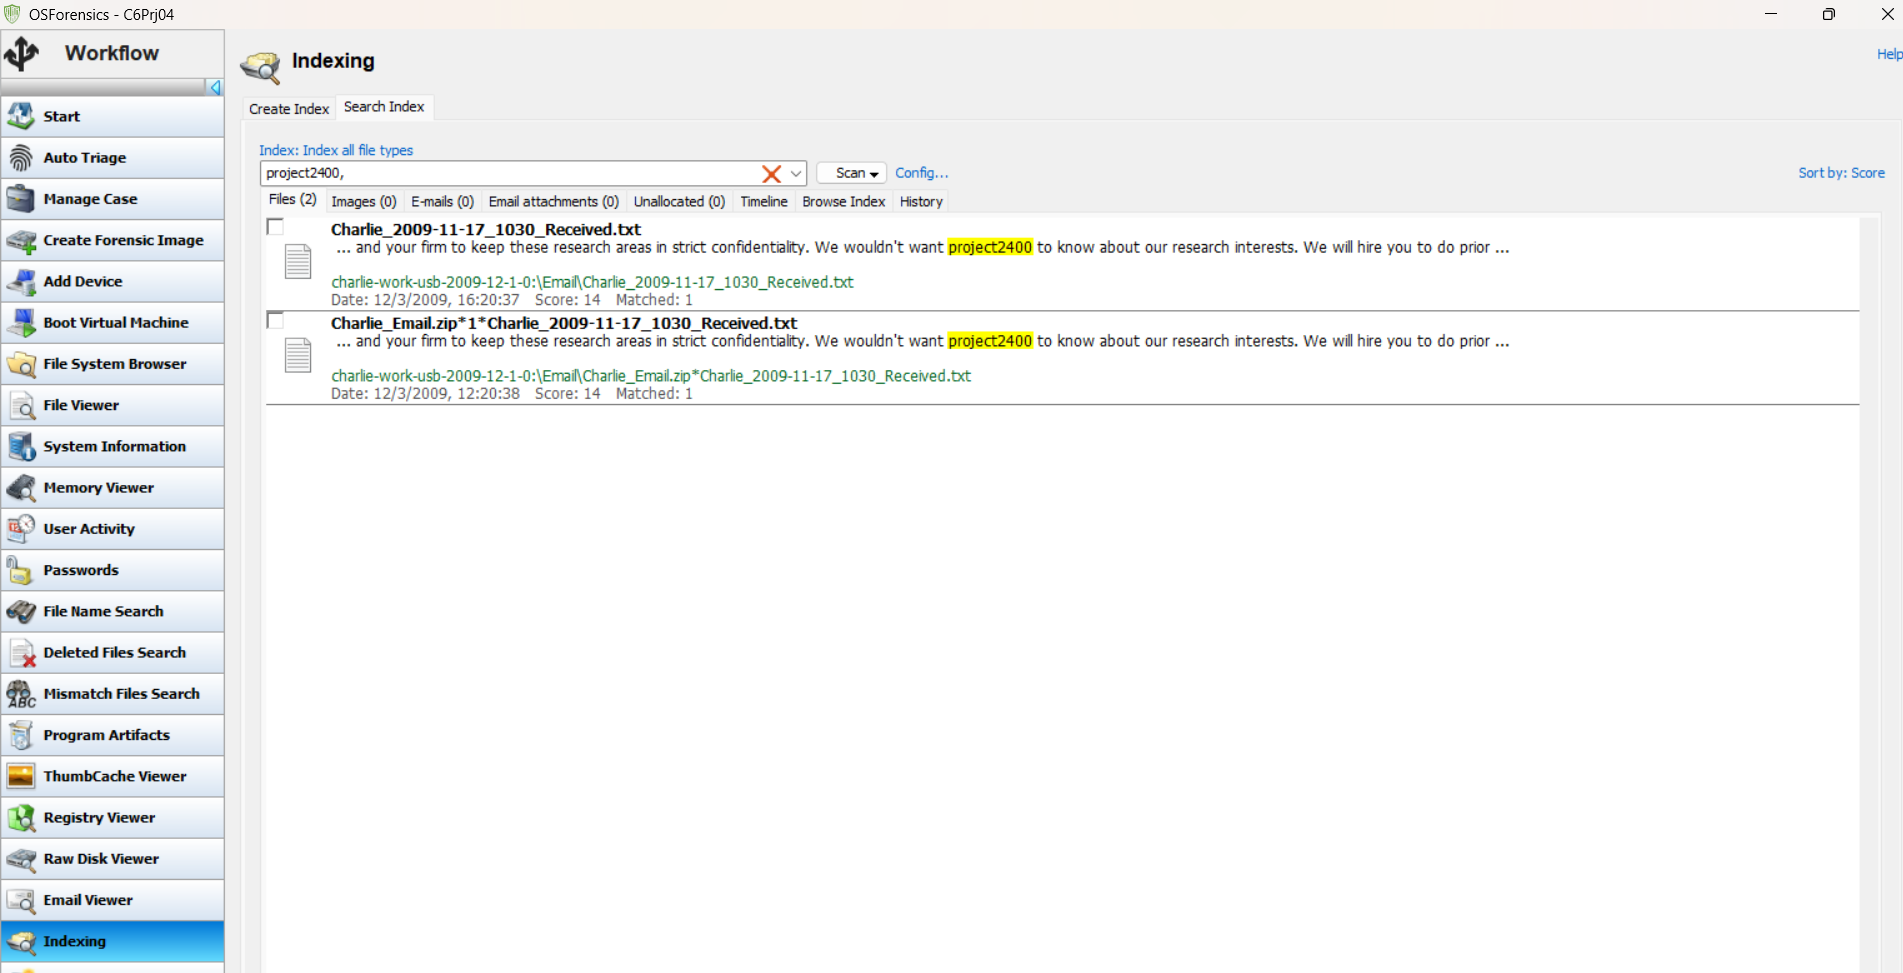 OSForensics - C6Prj04
Workflow
Start
Auto Triage
Manage Case
Create Forensic Image
Add Device
Boot Virtual Machine
File System Browser
File Viewer
System Information
Memory Viewer
User Activity
Passwords
File Name Search
Deleted Files Search
Mismatch Files Search
Program Artifacts
ThumbCache Viewer
Registry Viewer
Raw Disk Viewer
Email Viewer
Indexing
Indexing
Help
Create Index Search Index
Index: Index all file types
project2400, Scan Config... Sort by: Score
Files (2) Images (0) E-mails (0) Email attachments (0) Unallocated (0) Timeline Browse Index History
Charlie_2009-11-17_1030_Received.txt
... and your firm to keep these research areas in strict confidentiality. We wouldn't want project2400 to know about our research interests. We will hire you to do prior ...
charlie-work-usb-2009-12-1-0:\Email\Charlie_2009-11-17_1030_Received.txt
Date: 12/3/2009, 16:20:37 Score: 14 Matched: 1
Charlie_Email.zip*1*Charlie_2009-11-17_1030_Received.txt
... and your firm to keep these research areas in strict confidentiality. We wouldn't want project2400 to know about our research interests. We will hire you to do prior ...
charlie-work-usb-2009-12-1-0:\Email\Charlie_Email.zip*Charlie_2009-11-17_1030_Received.txt
Date: 12/3/2009, 12:20:38 Score: 14 Matched: 1